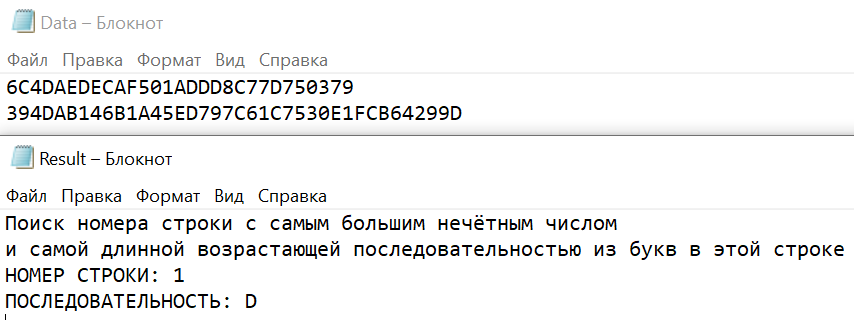 Data – Блокнот
Файл Правка Формат Вид Справка
6C4DAEDECAF501ADDD8C77D750379
394DAB146B1A45ED797C61C7530E1FCB64299D
Result – Блокнот
Файл Правка Формат Вид Справка
Поиск номера строки с самым большим нечётным числом
и самой длинной возрастающей последовательностью из букв в этой строке
НОМЕР СТРОКИ: 1
ПОСЛЕДОВАТЕЛЬНОСТЬ: D